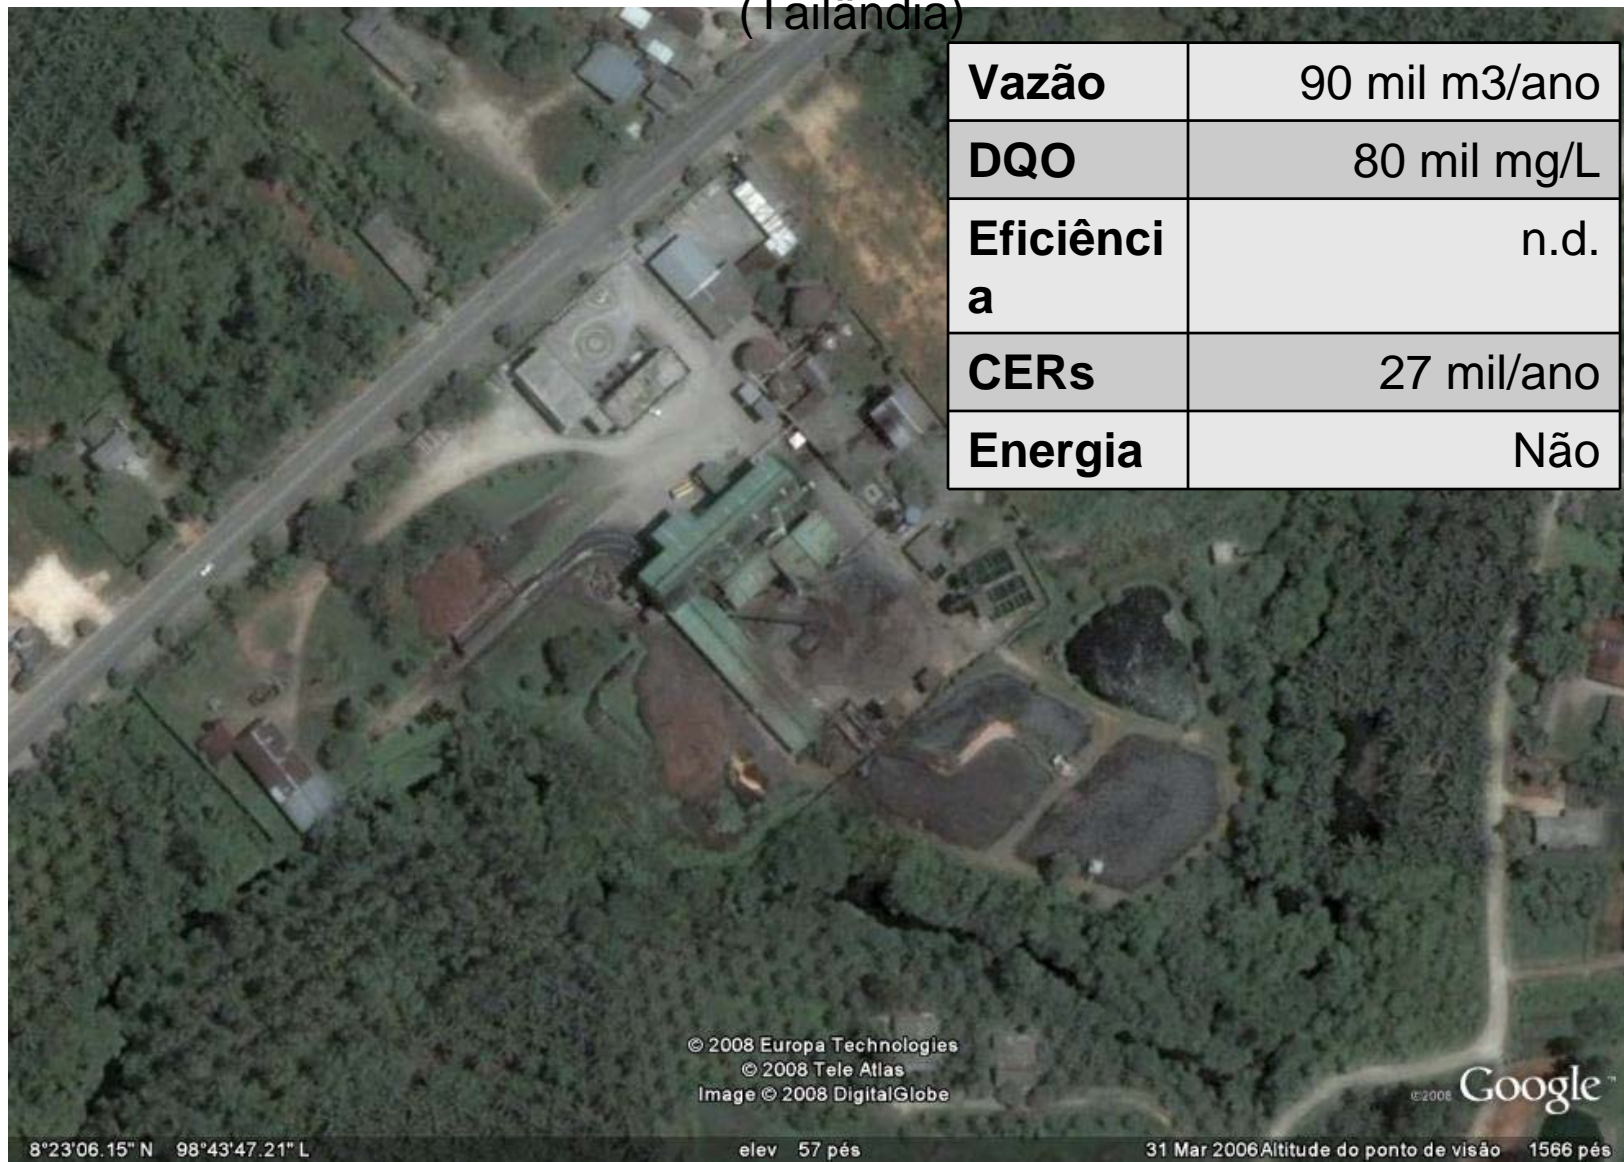 (Tailândia)
Vazão 90 mil m3/ano
DQO 80 mil mg/L
Eficiênci n.d.
a
CERs 27 mil/ano
Energia Não
© 2008 Europa Technologies
© 2008 Tele Atlas
Image © 2008 DigitalGlobe
©2008 Google™
8°23'06.15" N 98°43'47.21" L elev 57 pés 31 Mar 2006 Altitude do ponto de visão 1566 pés